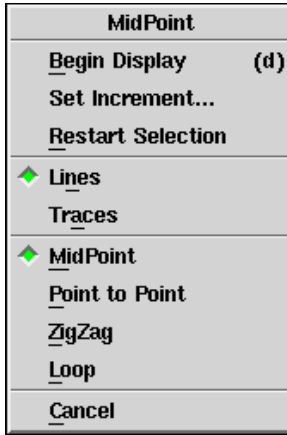 MidPoint
Begin Display (d)
Set Increment...
Restart Selection
Lines
Traces
MidPoint
Point to Point
ZigZag
Loop
Cancel